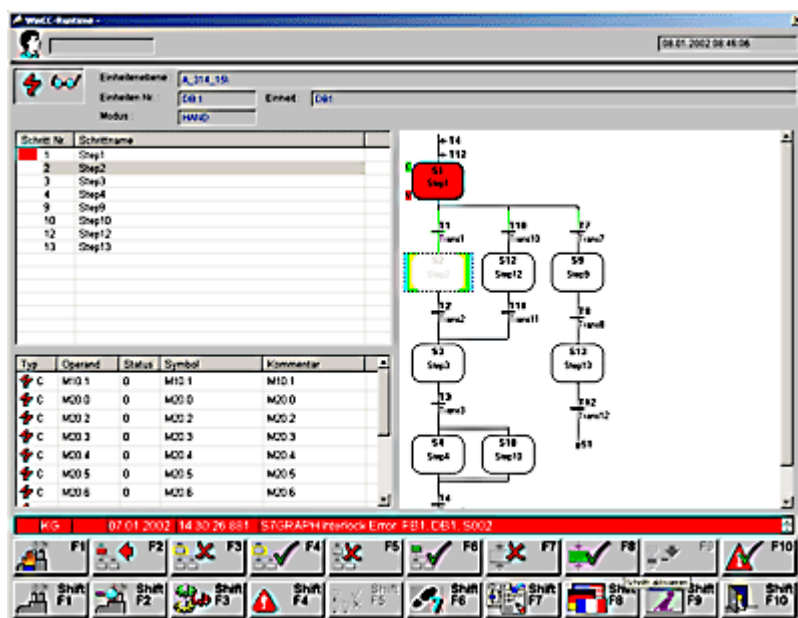 WinCC-Runtime -
08.01.2002 08:46:06
Einheitenebene : A_314_1St
Einheiten Nr. : DB1 Einheit : DB1
Modus : HAND
Schritt Nr. Schrittname
1 Step1
2 Step2
3 Step3
4 Step4
9 Step9
10 Step10
12 Step12
13 Step13
Typ Operand Status Symbol Kommentar
C M10.1 0 M10.1 M10.1
C M20.0 0 M20.0 M20.0
C M20.2 0 M20.2 M20.2
C M20.3 0 M20.3 M20.3
C M20.4 0 M20.4 M20.4
C M20.5 0 M20.5 M20.5
C M20.6 0 M20.6 M20.6
T4
T12
S1
Step1
T1 T10 T7
Trans1 Trans10 Trans7
S2 S12 S9
Step2 Step12 Step9
T2 T11 T8
Trans2 Trans11 Trans8
S3 S13
Step3 Step13
T3 T12
Trans3 Trans12
S1
S4 S10
Step4 Step10
T4
KG 07.01.2002 14:30:26:881 S7GRAPH Interlock Error: FB1, DB1, S002
F1 F2 F3 F4 F5 F6 F7 F8 F9 F10
Schritt aktivieren
Shift F1 Shift F2 Shift F3 Shift F4 Shift F5 Shift F6 Shift F7 Shift F8 Shift F9 Shift F10